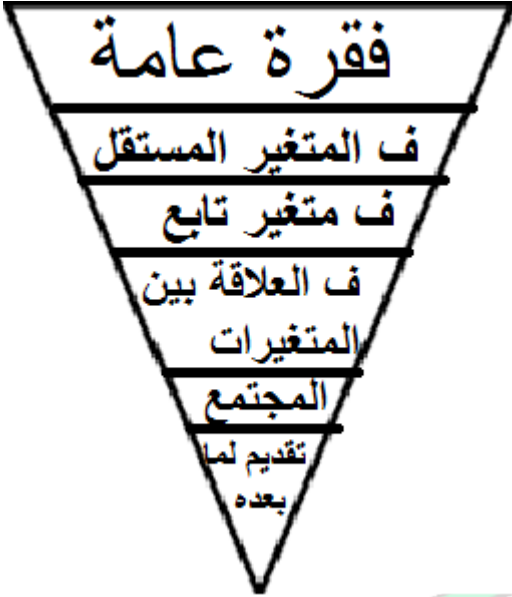 فقرة عامة
ف المتغير المستقل
ف متغير تابع
ف العلاقة بين
المتغيرات
المجتمع
تقديم لما
بعده